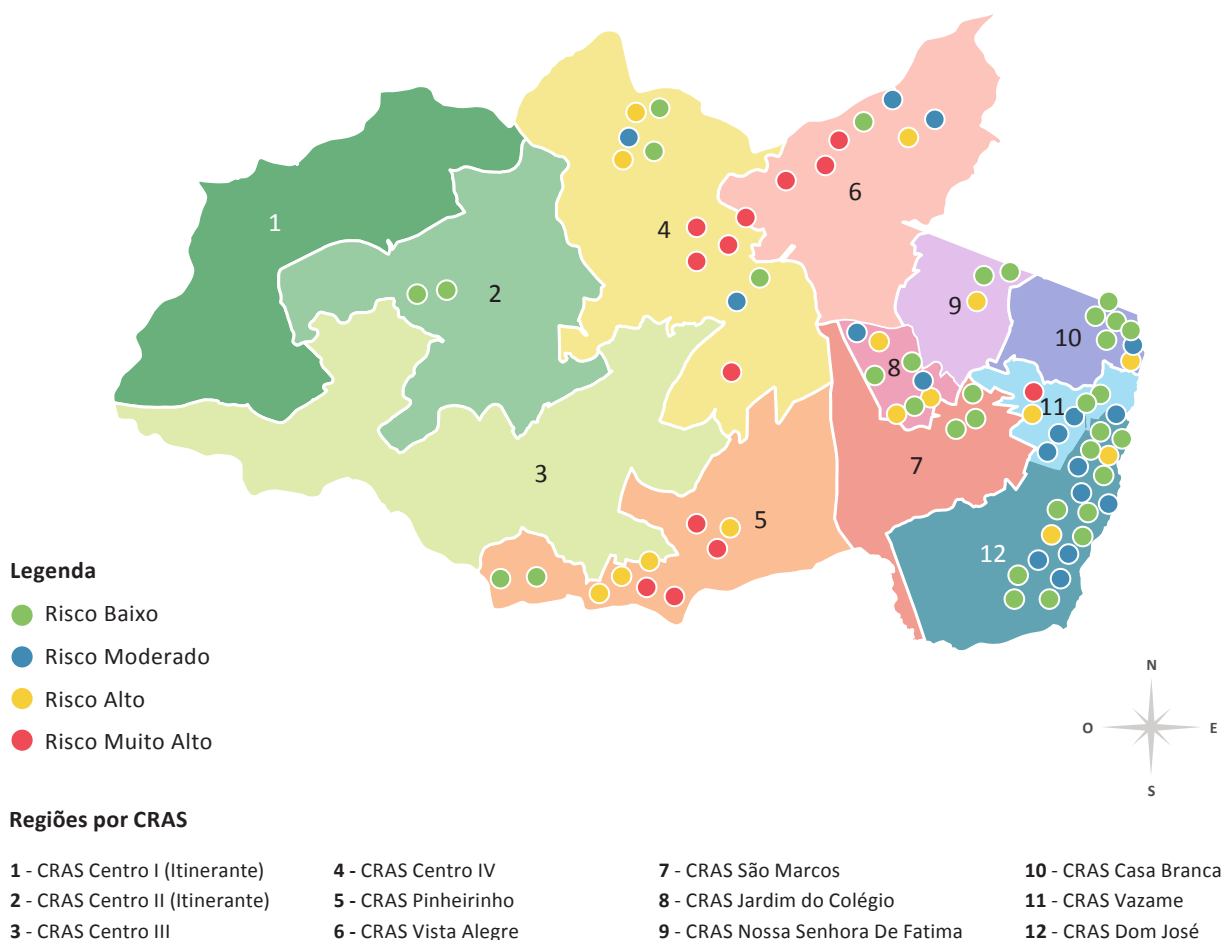 1
2
3
4
5
6
7
8
9
10
11
12
Legenda
Risco Baixo
Risco Moderado
Risco Alto
Risco Muito Alto
N
O
E
S
Regiões por CRAS
1 - CRAS Centro I (Itinerante)
2 - CRAS Centro II (Itinerante)
3 - CRAS Centro III
4 - CRAS Centro IV
5 - CRAS Pinheirinho
6 - CRAS Vista Alegre
7 - CRAS São Marcos
8 - CRAS Jardim do Colégio
9 - CRAS Nossa Senhora De Fatima
10 - CRAS Casa Branca
11 - CRAS Vazame
12 - CRAS Dom José